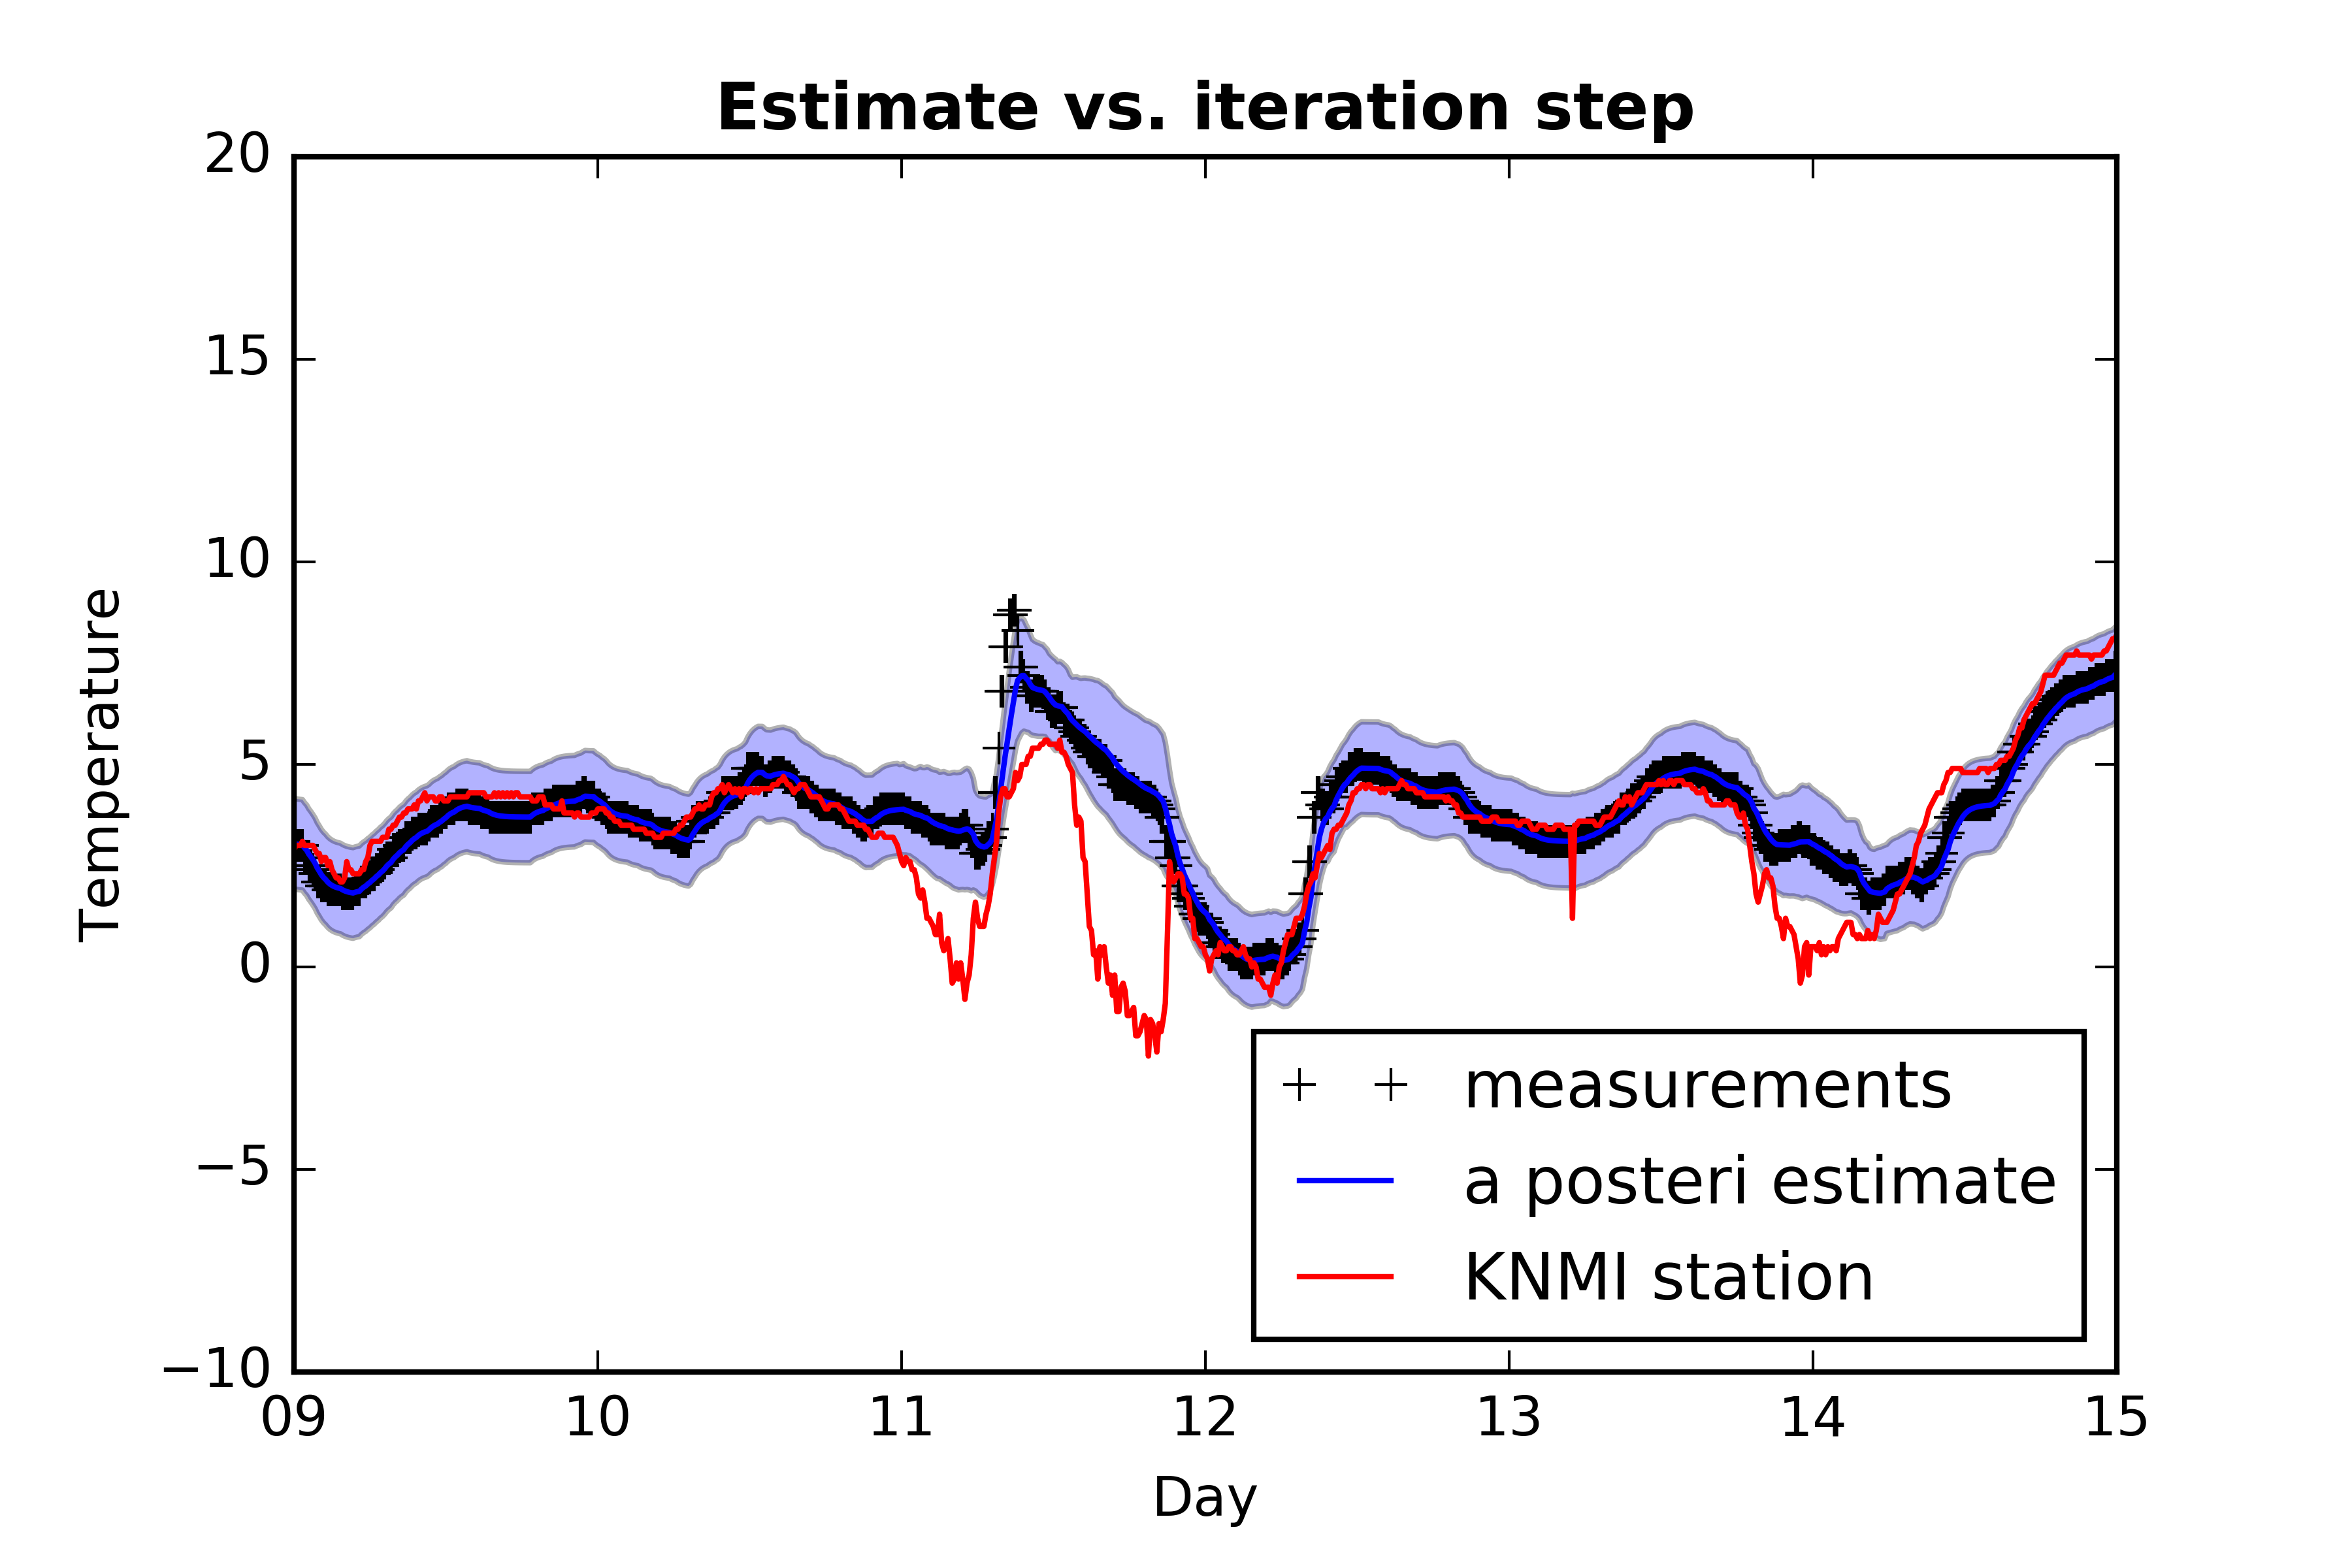 Estimate vs. iteration step
20
15
10
5
0
−5
−10
Temperature
measurements
a posteri estimate
KNMI station
09 10 11 12 13 14 15
Day